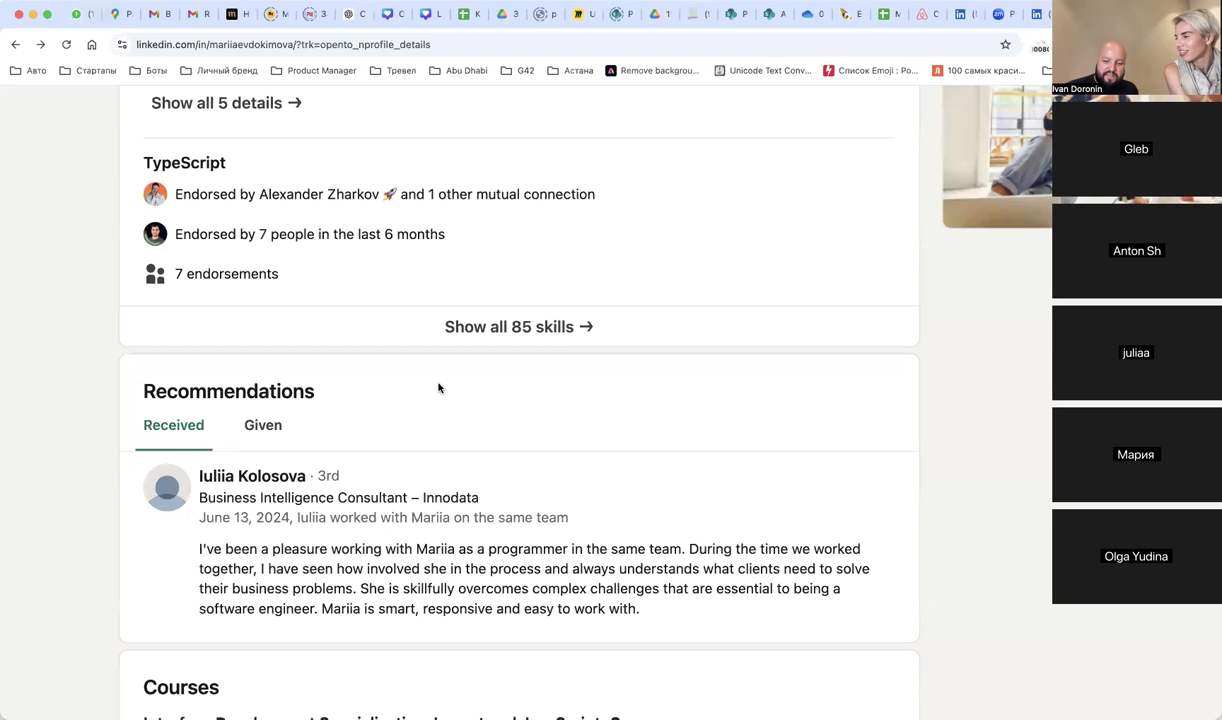 linkedin.com/in/mariiaevdokimova/?trk=opento_nprofile_details
Авто
Стартапы
Боты
Личный бренд
Product Manager
Тревел
Abu Dhabi
G42
Астана
Remove backgrou...
Unicode Text Conv...
Список Emoji : Po...
100 самых краси...
Show all 5 details →
TypeScript
Endorsed by Alexander Zharkov 🚀 and 1 other mutual connection
Endorsed by 7 people in the last 6 months
7 endorsements
Show all 85 skills →
Recommendations
Received
Given
Iuliia Kolosova · 3rd
Business Intelligence Consultant – Innodata
June 13, 2024, Iuliia worked with Mariia on the same team
I've been a pleasure working with Mariia as a programmer in the same team. During the time we worked
together, I have seen how involved she in the process and always understands what clients need to solve
their business problems. She is skillfully overcomes complex challenges that are essential to being a
software engineer. Mariia is smart, responsive and easy to work with.
Courses
Ivan Doronin
Gleb
Anton Sh
juliaa
Мария
Olga Yudina